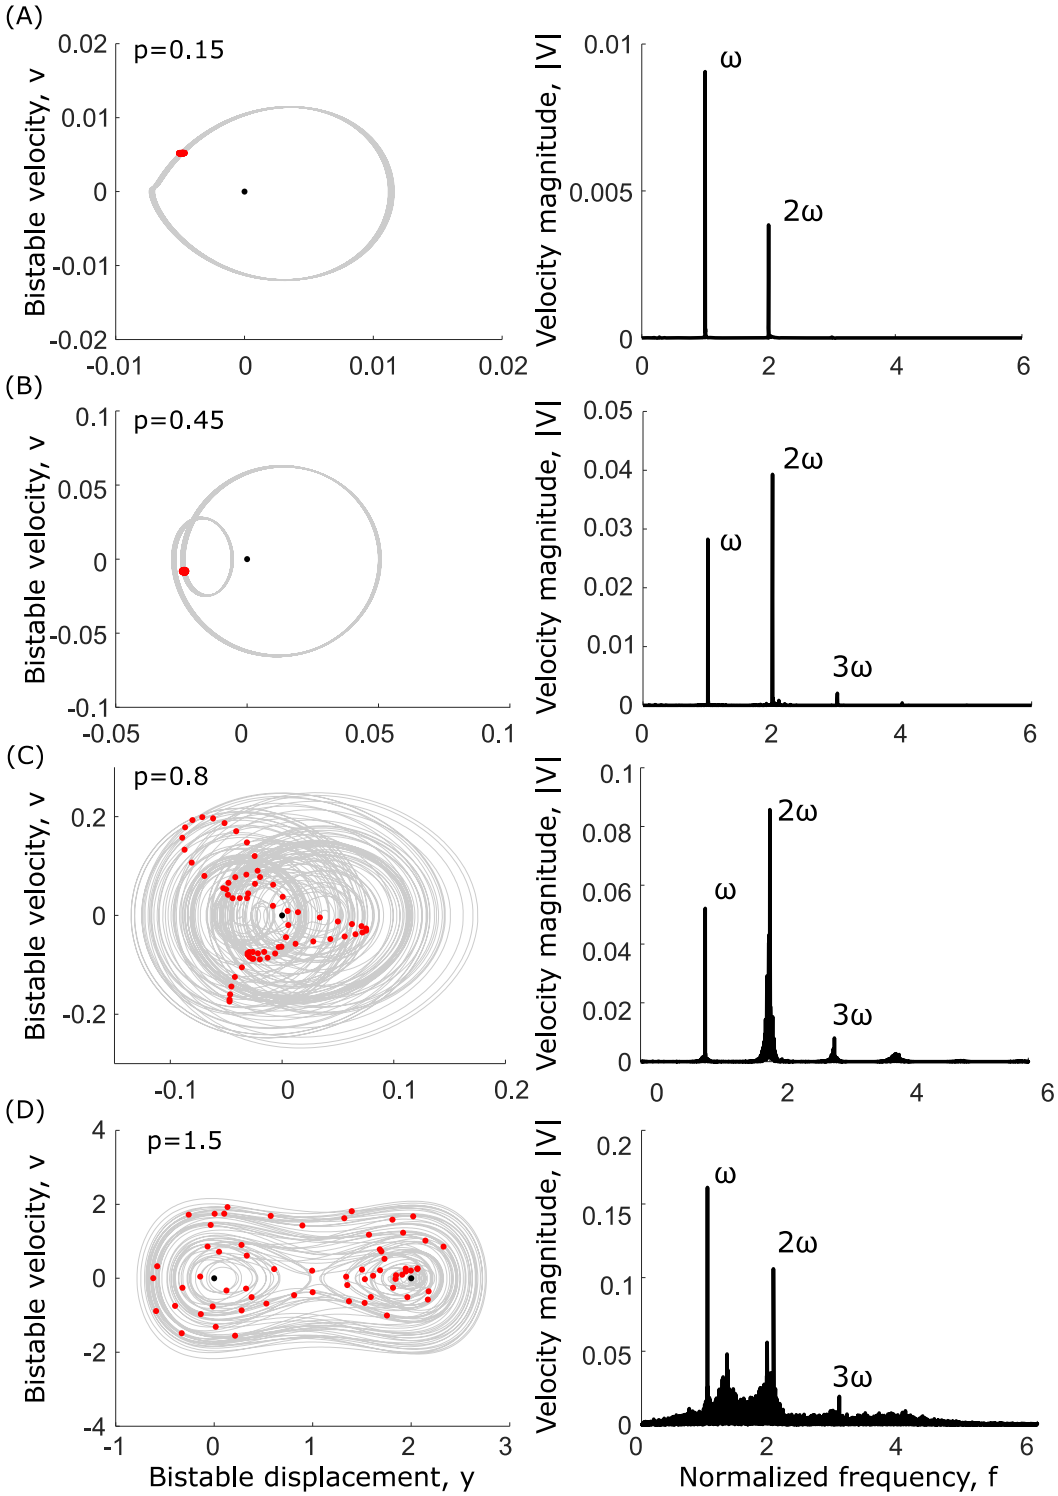 (A)
p=0.15
Bistable velocity, v
0.02
0.01
0
-0.01
-0.02
-0.01
0
0.01
0.02
Velocity magnitude, |V|
0.01
0.005
0
ω
2ω
0
2
4
6
(B)
p=0.45
Bistable velocity, v
0.1
0.05
0
-0.05
-0.1
-0.05
0
0.05
0.1
Velocity magnitude, |V|
0.05
0.04
0.03
0.02
0.01
0
ω
2ω
3ω
0
2
4
6
(C)
p=0.8
Bistable velocity, v
0.2
0
-0.2
-0.1
0
0.1
0.2
Velocity magnitude, |V|
0.1
0.08
0.06
0.04
0.02
0
ω
2ω
3ω
0
2
4
6
(D)
p=1.5
Bistable velocity, v
4
2
0
-2
-4
-1
0
1
2
3
Bistable displacement, y
Velocity magnitude, |V|
0.2
0.15
0.1
0.05
0
ω
2ω
3ω
0
2
4
6
Normalized frequency, f